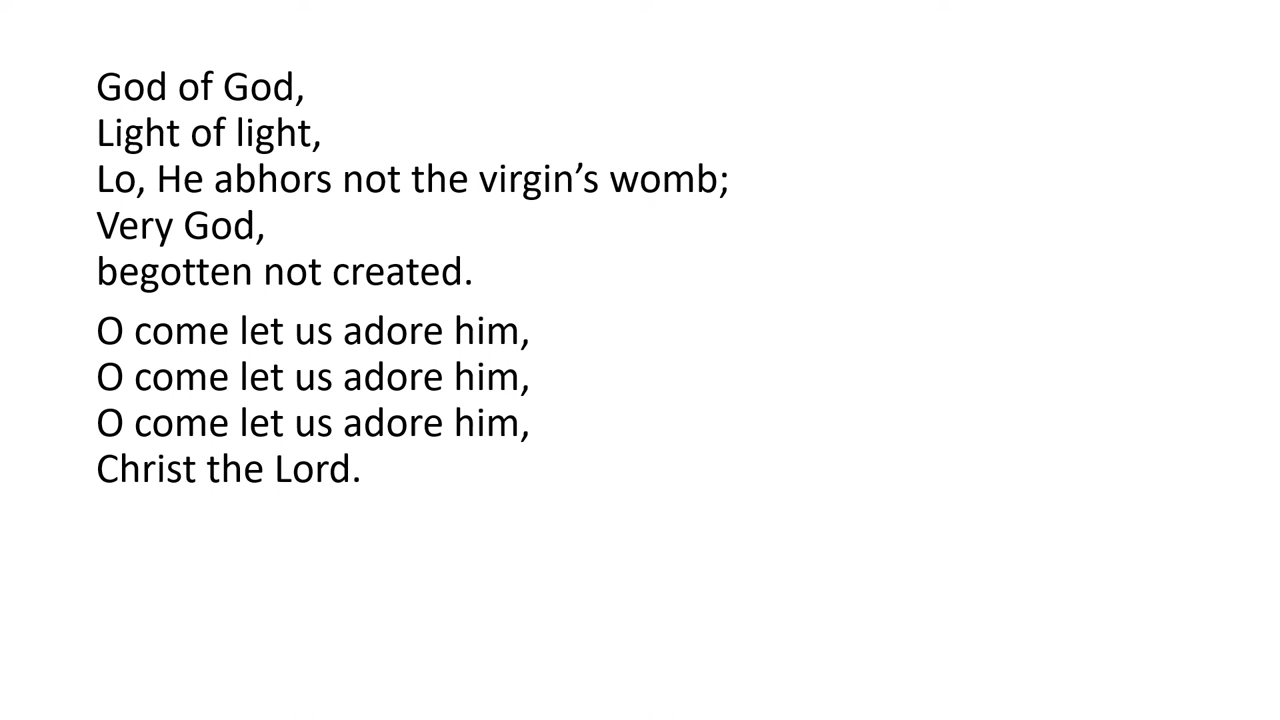 God of God,
Light of light,
Lo, He abhors not the virgin’s womb;
Very God,
begotten not created.
O come let us adore him,
O come let us adore him,
O come let us adore him,
Christ the Lord.